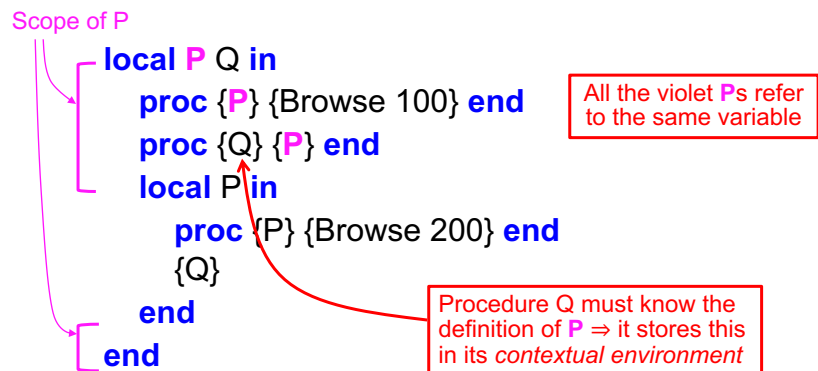 Scope of P
local P Q in
proc {P} {Browse 100} end
All the violet Ps refer
to the same variable
proc {Q} {P} end
local P in
proc {P} {Browse 200} end
{Q}
end
Procedure Q must know the
definition of P ⇒ it stores this
in its contextual environment
end